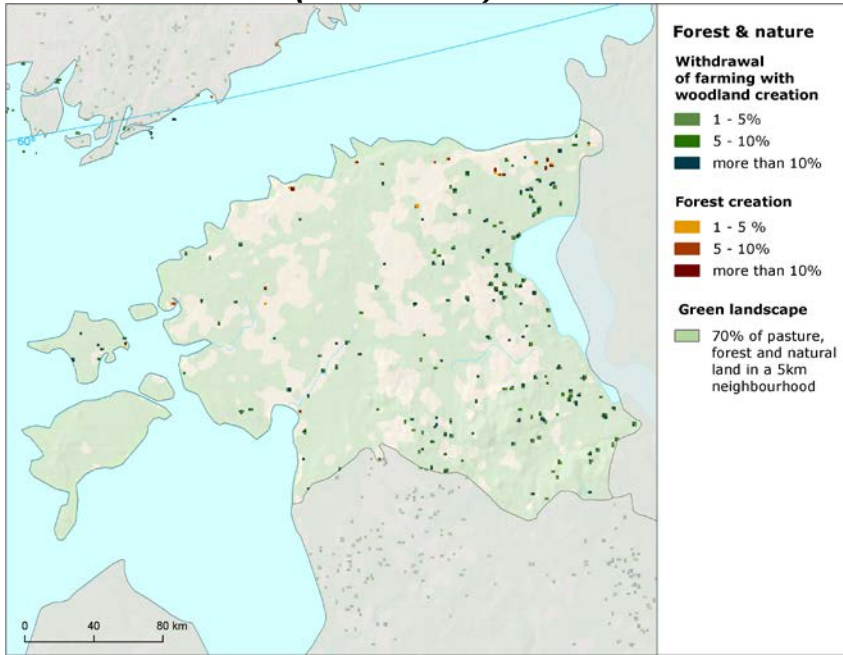 Forest & nature
Withdrawal
of farming with
woodland creation
1 - 5%
5 - 10%
more than 10%
Forest creation
1 - 5 %
5 - 10%
more than 10%
Green landscape
70% of pasture,
forest and natural
land in a 5km
neighbourhood
60°
0 40 80 km